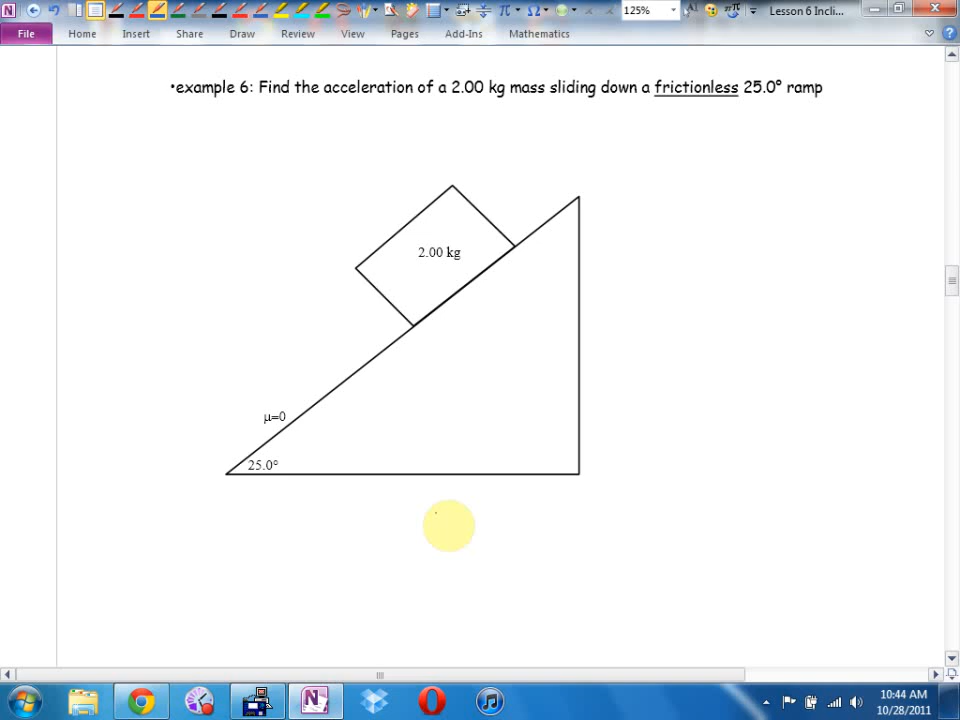 125%
Lesson 6 Incli...
File Home Insert Share Draw Review View Pages Add-Ins Mathematics
•example 6: Find the acceleration of a 2.00 kg mass sliding down a frictionless 25.0° ramp
2.00 kg
μ=0
25.0°
10:44 AM
10/28/2011